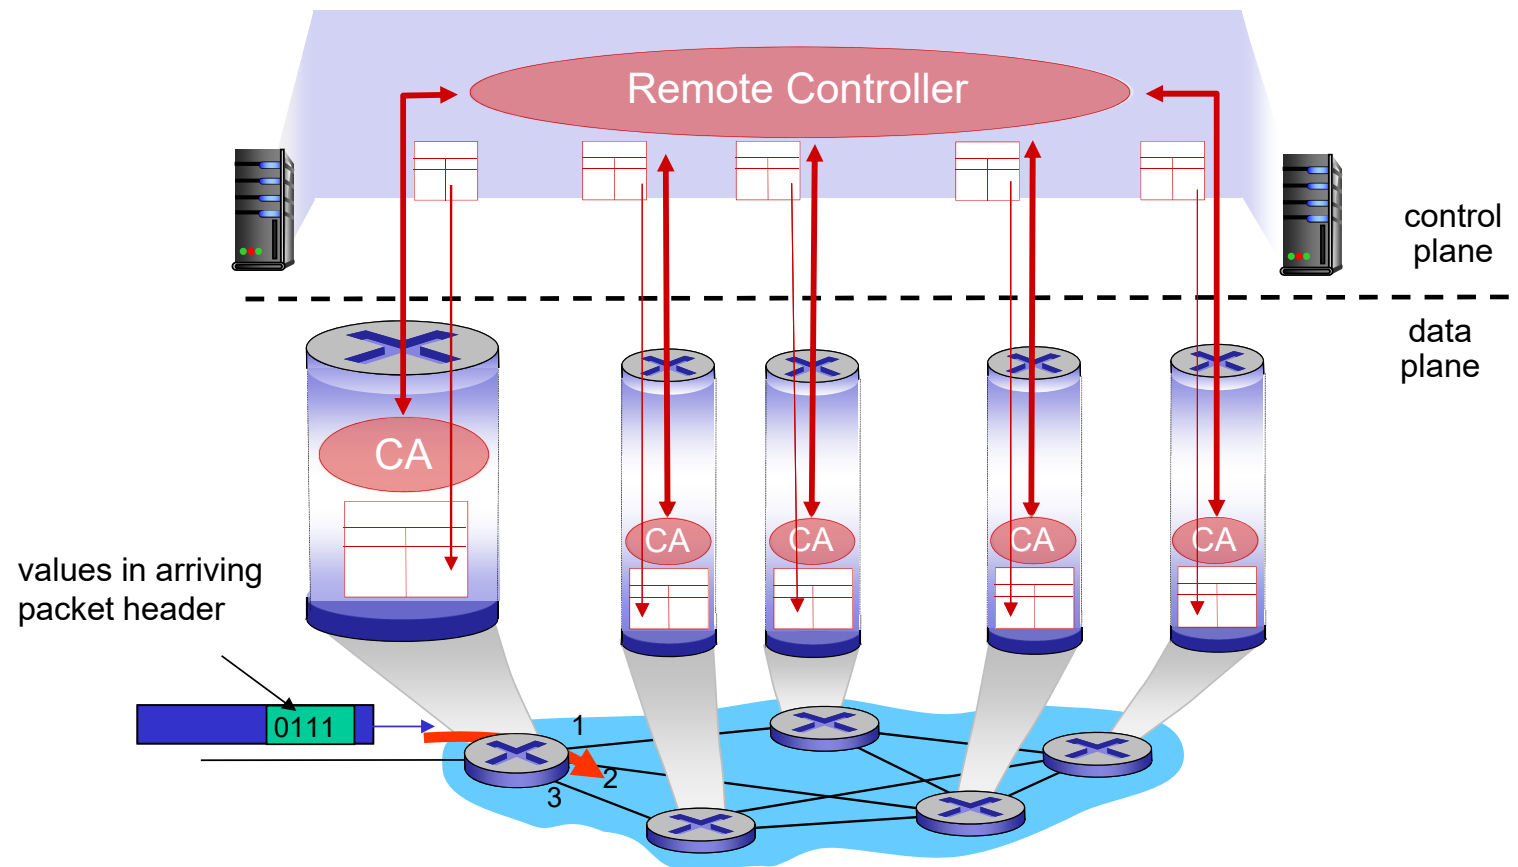 Remote Controller
control
plane
data
plane
CA
CA
CA
CA
CA
values in arriving
packet header
0111
1
2
3